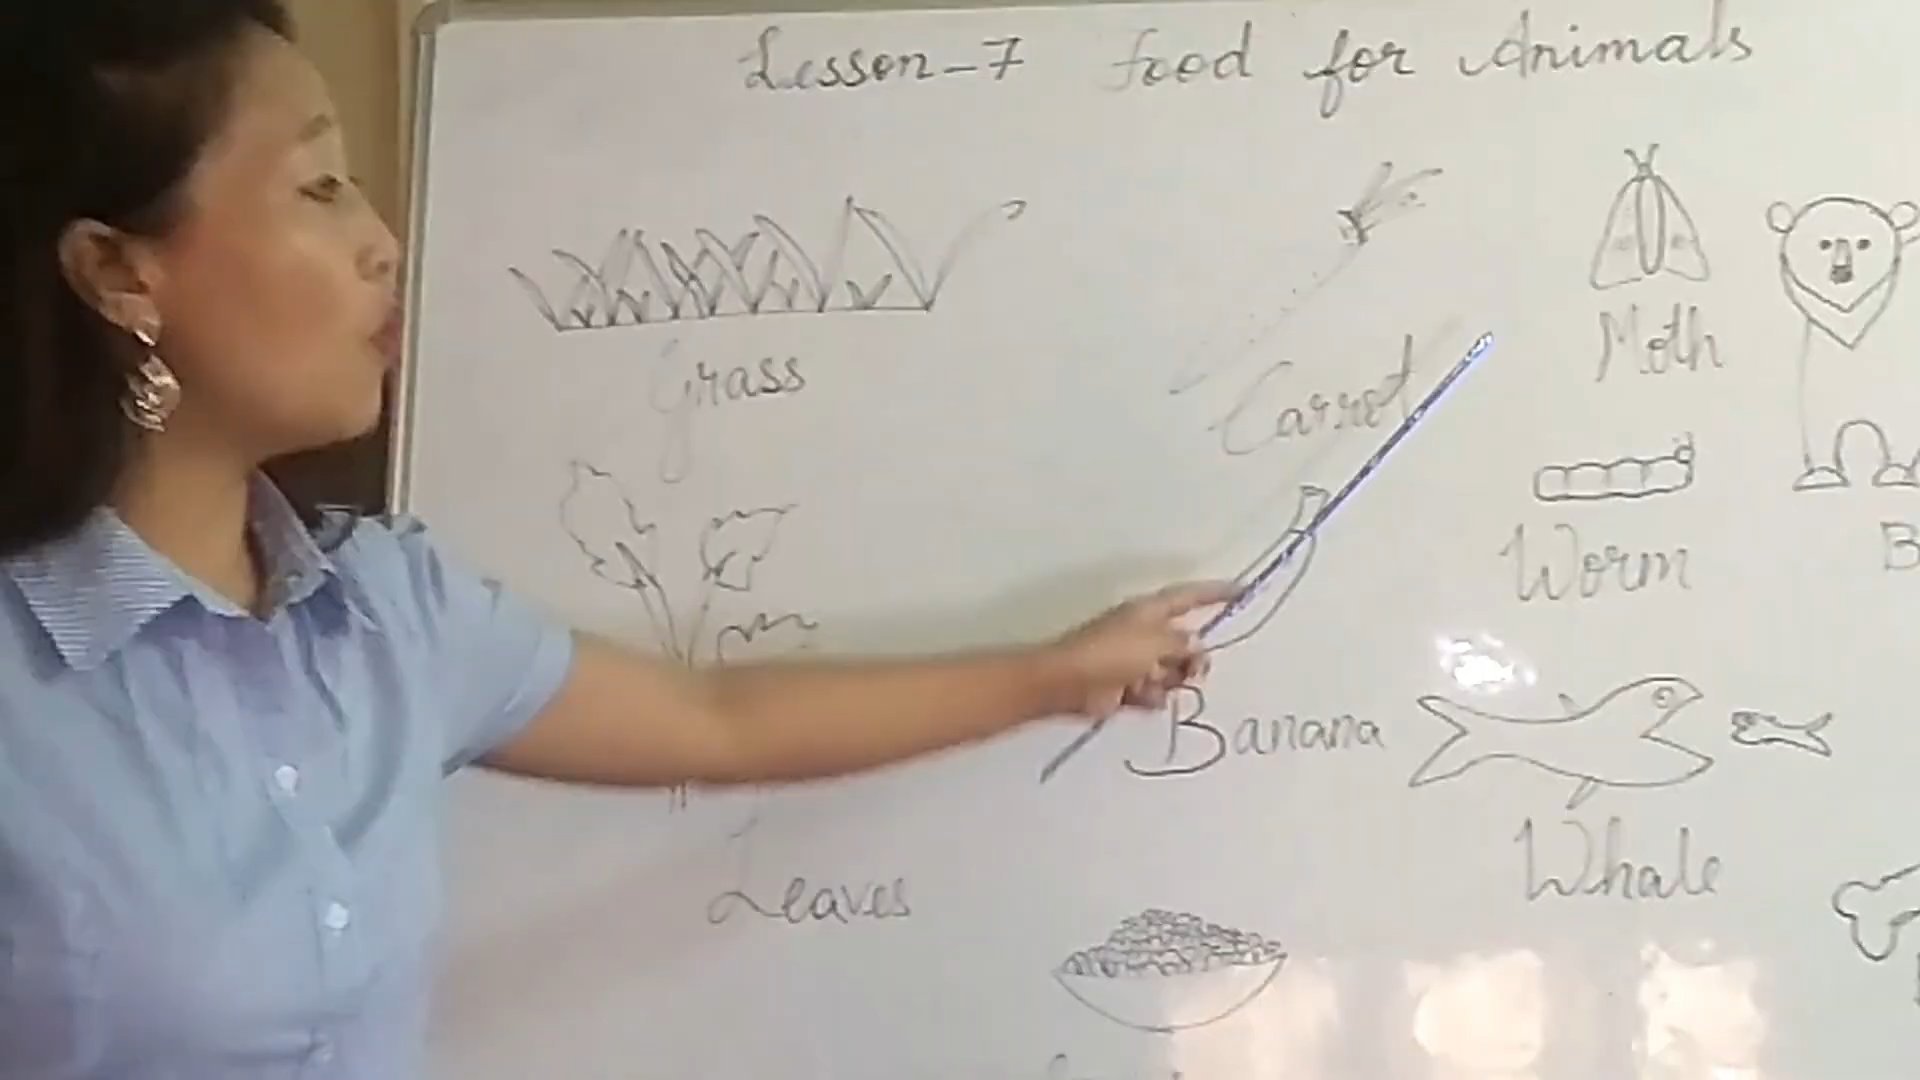 Lesson-7 Food for Animals
Grass
Carrot
Moth
Worm
Banana
Whale
Leaves